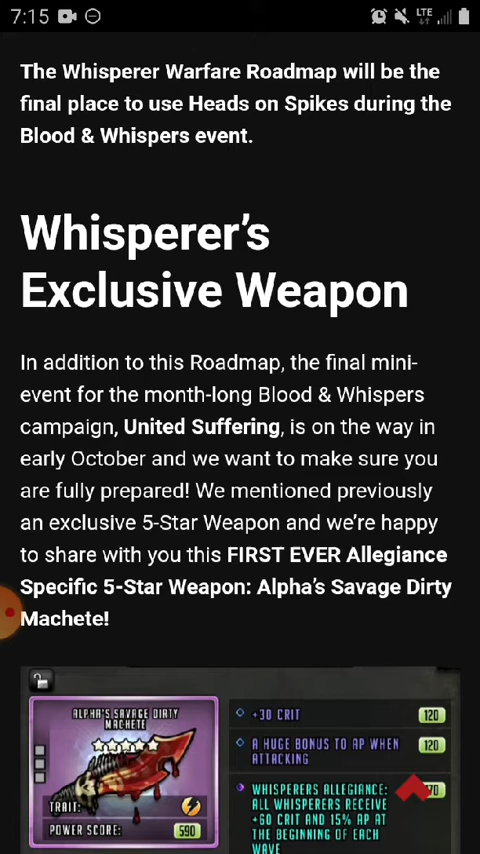 7:15
LTE
The Whisperer Warfare Roadmap will be the
final place to use Heads on Spikes during the
Blood & Whispers event.
Whisperer's
Exclusive Weapon
In addition to this Roadmap, the final mini-
event for the month-long Blood & Whispers
campaign, United Suffering, is on the way in
early October and we want to make sure you
are fully prepared! We mentioned previously
an exclusive 5-Star Weapon and we're happy
to share with you this FIRST EVER Allegiance
Specific 5-Star Weapon: Alpha's Savage Dirty
Machete!
ALPHA'S SAVAGE DIRTY
MACHETE
TRAIT:
POWER SCORE: 590
+30 CRIT 120
A HUGE BONUS TO AP WHEN 120
ATTACKING
WHISPERERS ALLEGIANCE:
ALL WHISPERERS RECEIVE
+60 CRIT AND 15% AP AT
THE BEGINNING OF EACH
WAVE